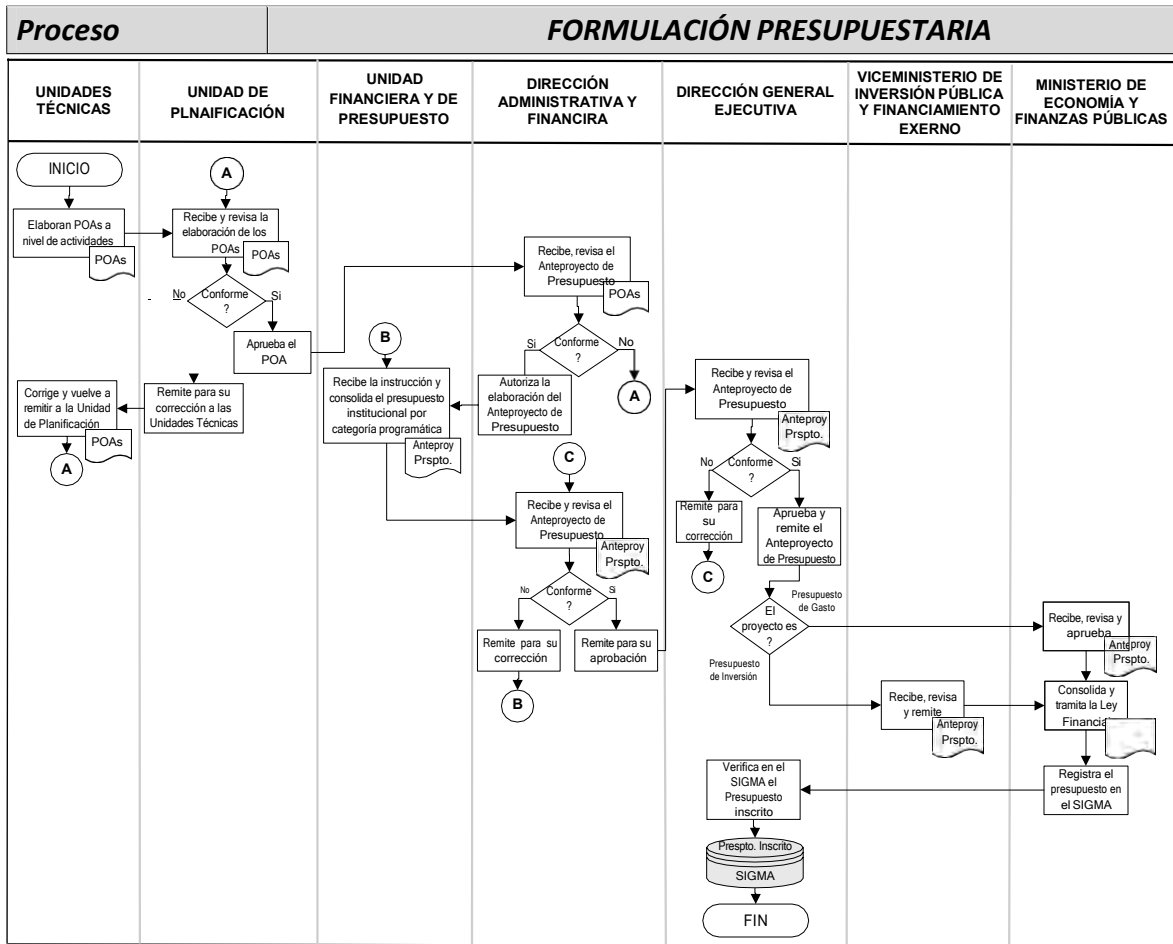 Proceso
FORMULACIÓN PRESUPUESTARIA
UNIDADES
TÉCNICAS
UNIDAD DE
PLNAIFICACIÓN
UNIDAD
FINANCIERA Y DE
PRESUPUESTO
DIRECCIÓN
ADMINISTRATIVA Y
FINANCIRA
DIRECCIÓN GENERAL
EJECUTIVA
VICEMINISTERIO DE
INVERSIÓN PÚBLICA
Y FINANCIAMIENTO
EXERNO
MINISTERIO DE
ECONOMÍA Y
FINANZAS PÚBLICAS
INICIO
Elaboran POAs a
nivel de actividades
POAs
A
Recibe y revisa la
elaboración de los
POAs
POAs
No
Conforme
?
Si
Aprueba el
POA
Remite para su
corrección a las
Unidades Técnicas
Corrige y vuelve a
remitir a la Unidad
de Planificación
POAs
A
B
Recibe la instrucción y
consolida el presupuesto
institucional por
categoría programática
Anteproy
Prspto.
Recibe, revisa el
Anteproyecto de
Presupuesto
POAs
Si
Conforme
?
No
A
Autoriza la
elaboración del
Anteproyecto de
Presupuesto
C
Recibe y revisa el
Anteproyecto de
Presupuesto
Anteproy
Prspto.
No
Conforme
?
Si
Remite para su
corrección
Remite para su
aprobación
B
Recibe y revisa el
Anteproyecto de
Presupuesto
Anteproy
Prspto.
No
Conforme
?
Si
Remite para
su
corrección
C
Aprueba y
remite el
Anteproyecto
de Presupuesto
El
proyecto es
?
Presupuesto
de Gasto
Presupuesto
de Inversión
Recibe, revisa
y remite
Anteproy
Prspto.
Recibe, revisa y
aprueba
Anteproy
Prspto.
Consolida y
tramita la Ley
Financial
Registra el
presupuesto en
el SIGMA
Verifica en el
SIGMA el
Presupuesto
inscrito
Prespto. Inscrito
SIGMA
FIN